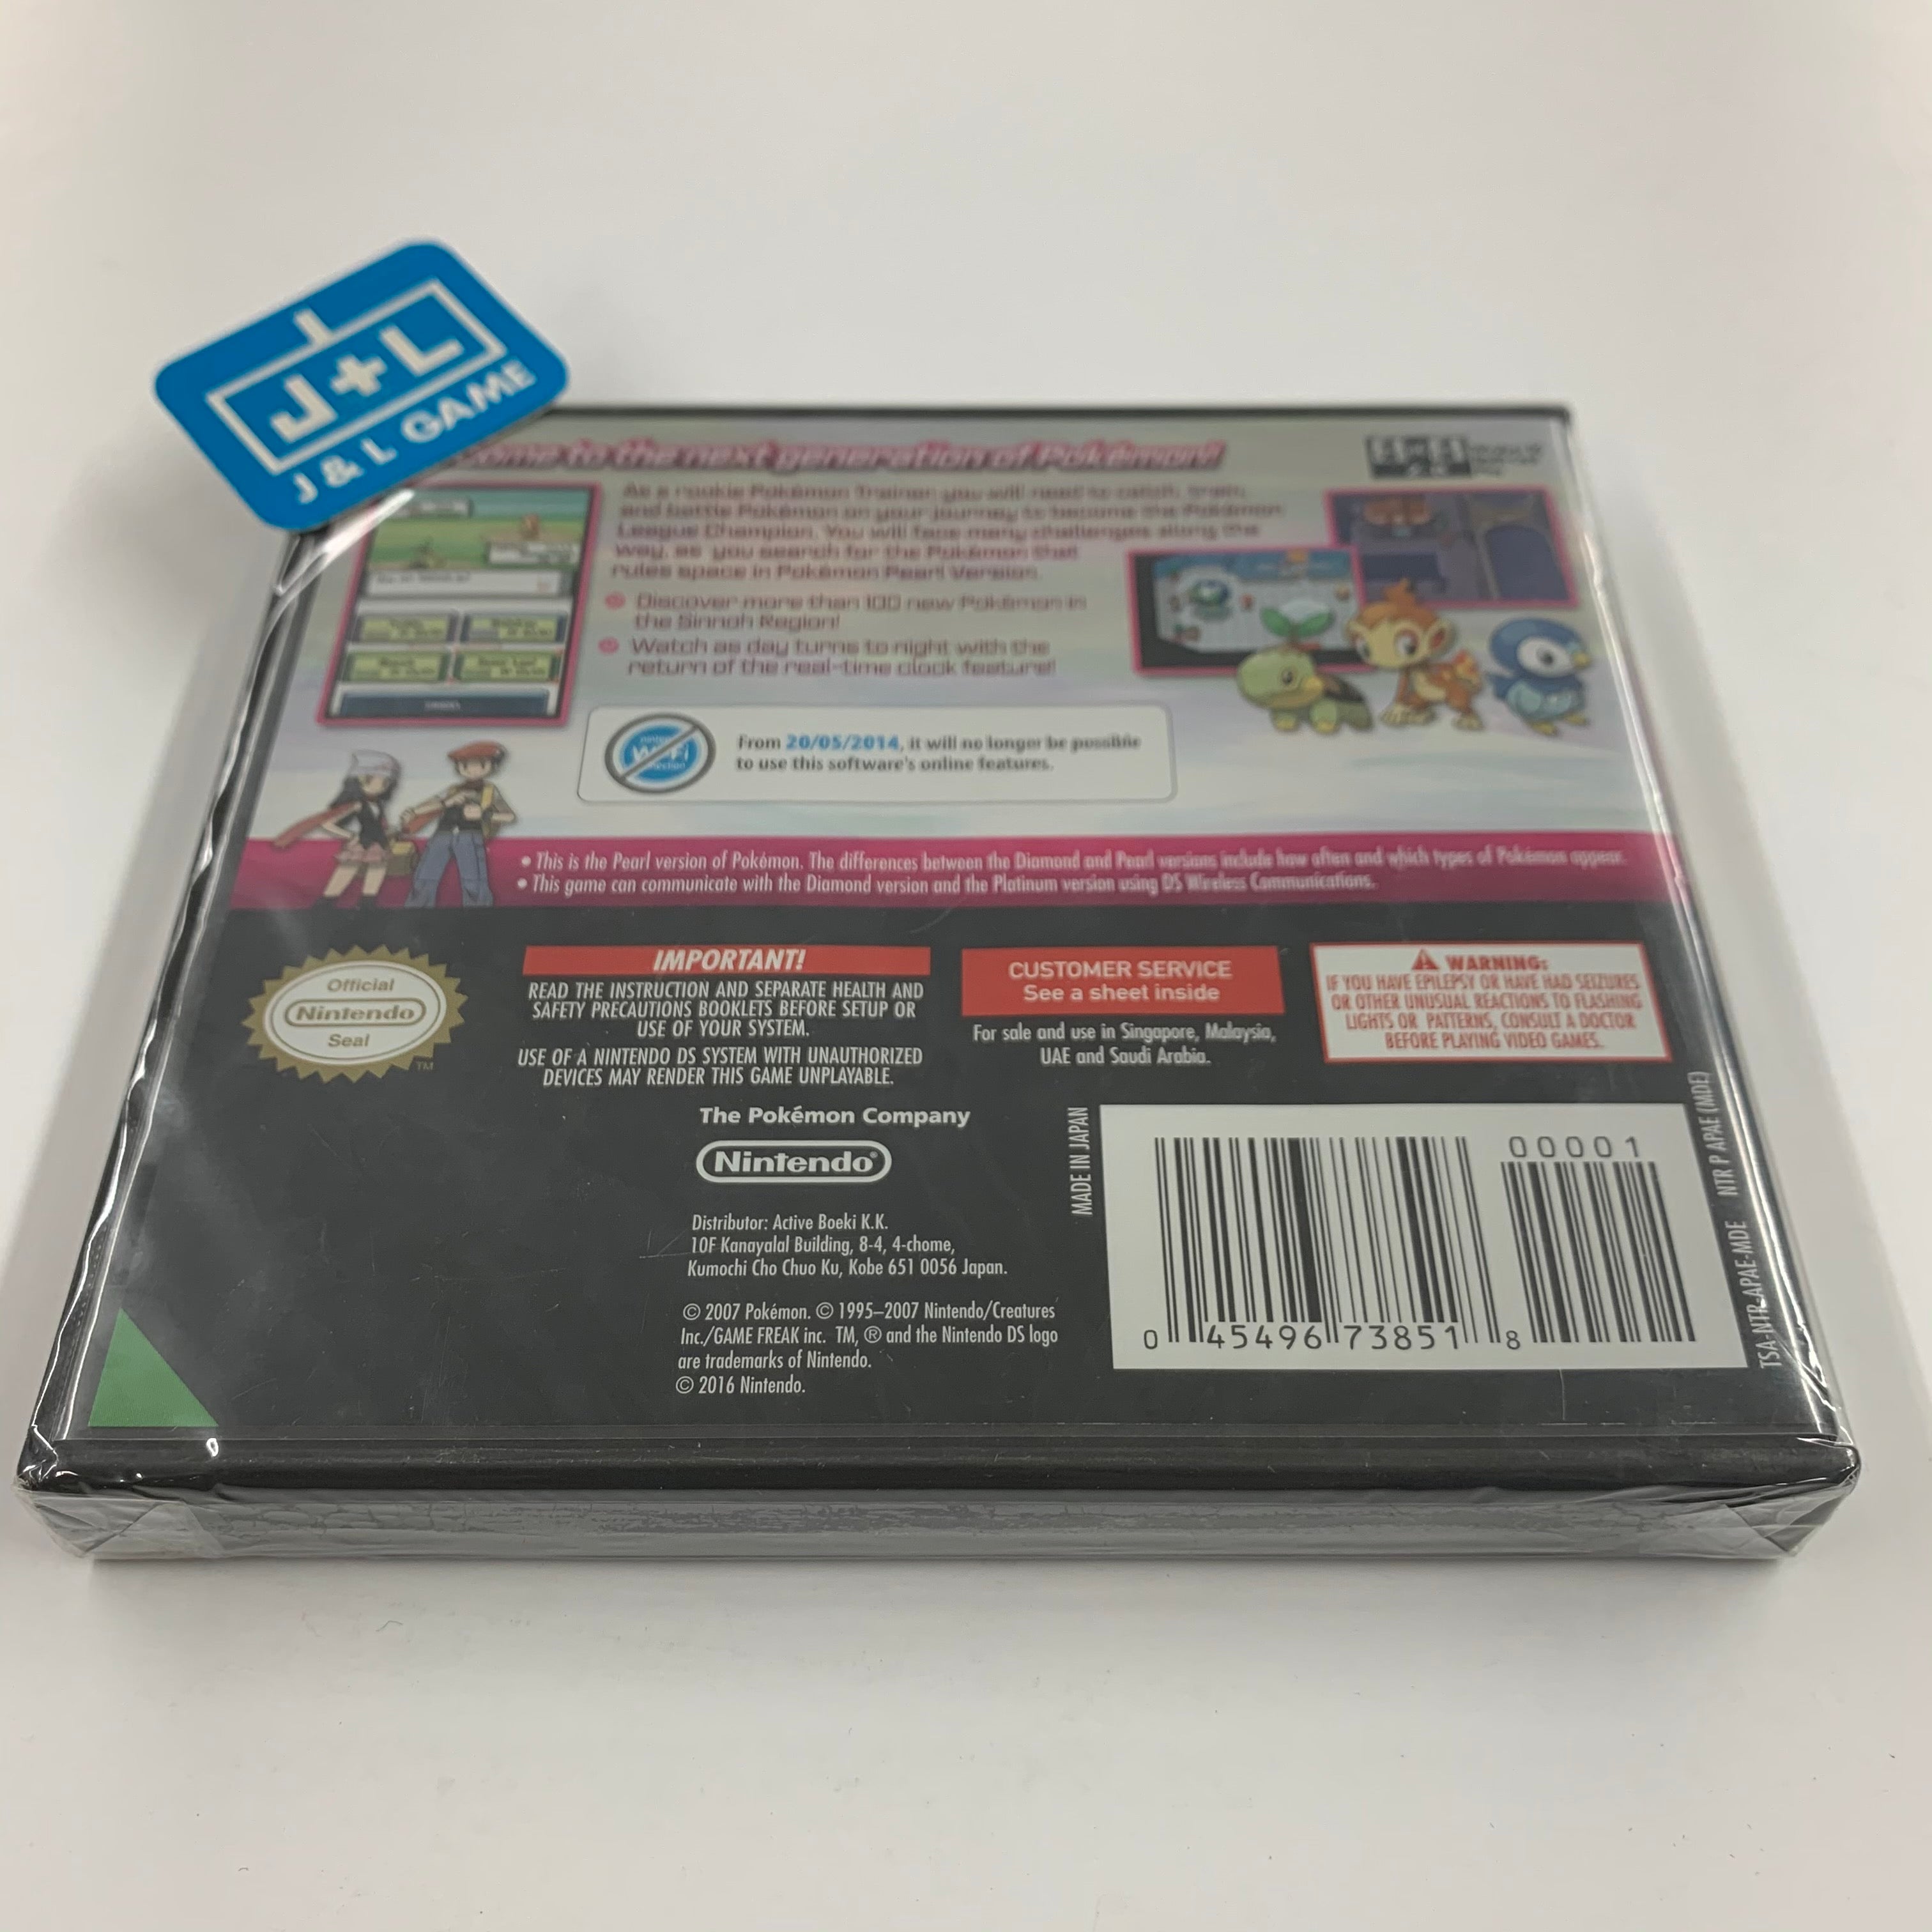 J+L
J & L GAME
to the next generation of Pokémon!
As a rookie Pokémon Trainer, you will need to catch, train,
and battle Pokémon on your journey to become the Pokémon
League Champion. You will face many challenges along the
way, as you search for the Pokémon that
rules space in Pokémon Pearl Version.
Discover more than 100 new Pokémon in
the Sinnoh Region!
Watch as day turns to night with the
return of the real-time clock feature!
From 20/05/2014, it will no longer be possible
to use this software's online features.
• This is the Pearl version of Pokémon. The differences between the Diamond and Pearl versions include how often and which types of Pokémon appear.
• This game can communicate with the Diamond version and the Platinum version using DS Wireless Communications.
Official
Nintendo
Seal
TM
IMPORTANT!
READ THE INSTRUCTION AND SEPARATE HEALTH AND
SAFETY PRECAUTIONS BOOKLETS BEFORE SETUP OR
USE OF YOUR SYSTEM.
USE OF A NINTENDO DS SYSTEM WITH UNAUTHORIZED
DEVICES MAY RENDER THIS GAME UNPLAYABLE.
CUSTOMER SERVICE
See a sheet inside
For sale and use in Singapore, Malaysia,
UAE and Saudi Arabia.
WARNING:
IF YOU HAVE EPILEPSY OR HAVE HAD SEIZURES
OR OTHER UNUSUAL REACTIONS TO FLASHING
LIGHTS OR PATTERNS, CONSULT A DOCTOR
BEFORE PLAYING VIDEO GAMES.
The Pokémon Company
Nintendo®
Distributor: Active Boeki K.K.
10F Kanayalal Building, 8-4, 4-chome,
Kumochi Cho Chuo Ku, Kobe 651 0056 Japan.
© 2007 Pokémon. © 1995–2007 Nintendo/Creatures
Inc./GAME FREAK inc. TM, ® and the Nintendo DS logo
are trademarks of Nintendo.
© 2016 Nintendo.
MADE IN JAPAN
00001
0 45496 73851 8
TSA-NTR-APAE-MDE NTR P APAE (MDE)